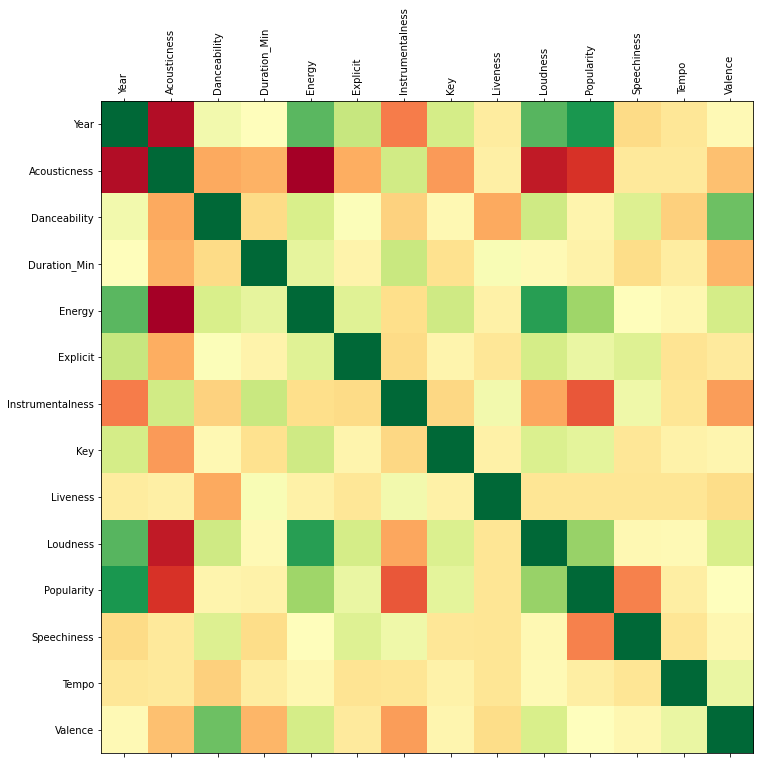 Year
Acousticness
Danceability
Duration_Min
Energy
Explicit
Instrumentalness
Key
Liveness
Loudness
Popularity
Speechiness
Tempo
Valence
Year
Acousticness
Danceability
Duration_Min
Energy
Explicit
Instrumentalness
Key
Liveness
Loudness
Popularity
Speechiness
Tempo
Valence